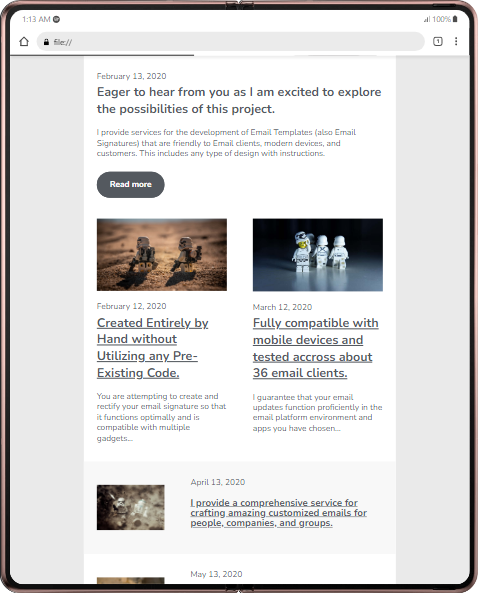 1:13 AM
100%
file://
1
February 13, 2020
Eager to hear from you as I am excited to explore
the possibilities of this project.
I provide services for the development of Email Templates (also Email
Signatures) that are friendly to Email clients, modern devices, and
customers. This includes any type of design with instructions.
Read more
February 12, 2020
Created Entirely by
Hand without
Utilizing any Pre-
Existing Code.
You are attempting to create and
rectify your email signature so that
it functions optimally and is
compatible with multiple
gadgets...
March 12, 2020
Fully compatible with
mobile devices and
tested accross about
36 email clients.
I guarantee that your email
updates function proficiently in the
email platform environment and
apps you have chosen...
April 13, 2020
I provide a comprehensive service for
crafting amazing customized emails for
people, companies, and groups.
May 13, 2020